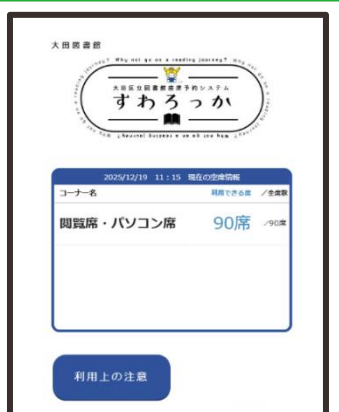 大田図書館
Why not go on a reading journey?
大田区立図書館座席予約システム
すわろっか
2025/12/19 11:15 現在の空席情報
コーナー名 利用できる席 /全席数
閲覧席・パソコン席 90席 /90席
利用上の注意